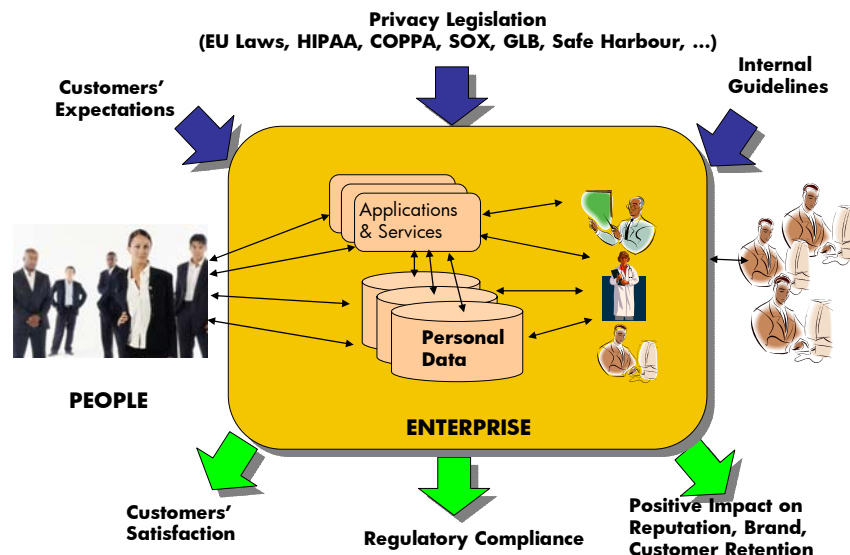 Privacy Legislation
(EU Laws, HIPAA, COPPA, SOX, GLB, Safe Harbour, ...)
Customers'
Expectations
Internal
Guidelines
Applications
& Services
Personal
Data
PEOPLE
ENTERPRISE
Customers'
Satisfaction
Regulatory Compliance
Positive Impact on
Reputation, Brand,
Customer Retention